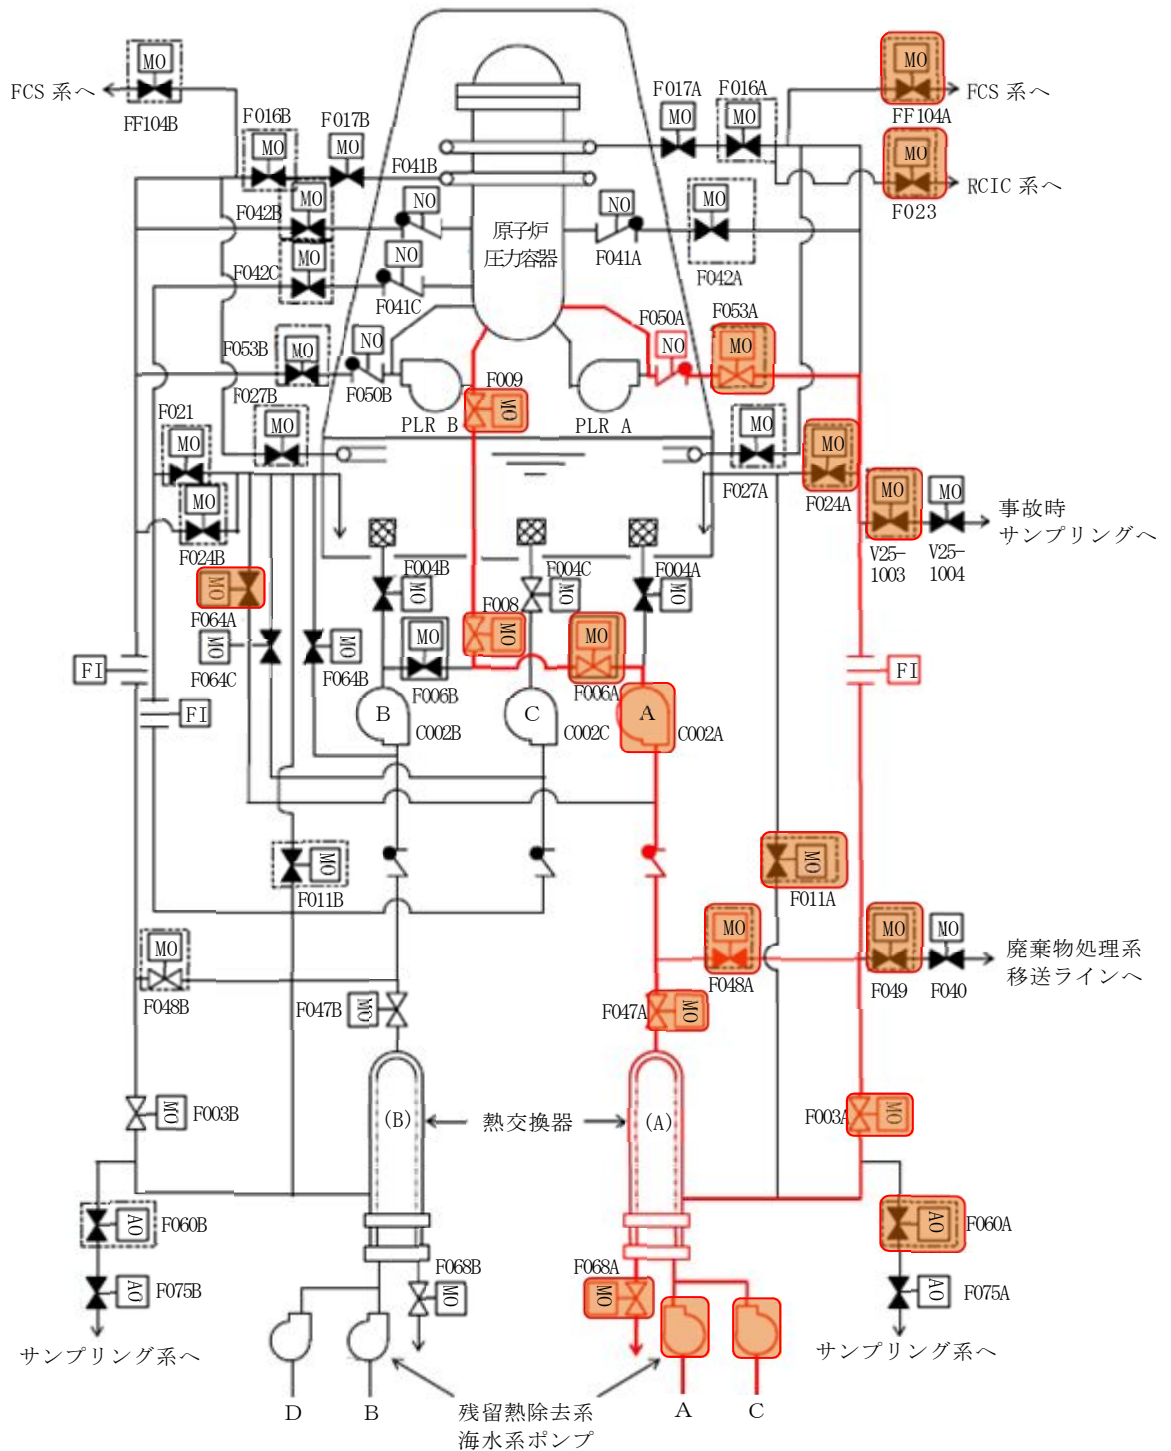 MO
MO
FCS 系へ
FF104B
F016B
F017B
F017A
F016A
FF104A
FCS 系へ
MO
MO
MO
MO
MO
F041B
RCIC 系へ
F023
MO
NO
NO
MO
F042B
原子炉
圧力容器
F041A
F042A
MO
NO
F042C
F041C
F050A
F053A
MO
NO
NO
MO
F053B
F050B
F009
MO
F027B
PLR B
PLR A
F021
MO
MO
MO
MO
F027A
F024A
MO
MO
MO
F024B
事故時
サンプリングへ
V25-
1003
V25-
1004
F004B
F004C
F004A
MO
MO
MO
MO
F064A
F008
MO
MO
MO
MO
MO
MO
F064C
F064B
F006B
F006A
FI
FI
FI
B
C
A
C002B
C002C
C002A
MO
MO
F011B
F011A
MO
MO
MO
MO
廃棄物処理系
移送ラインへ
F048B
F048A
F049
F040
F047B
MO
F047A
MO
MO
F003B
(B)
熱交換器
(A)
F003A
MO
AO
F060B
AO
F060A
AO
F075B
F068B
MO
F068A
MO
AO
F075A
サンプリング系へ
サンプリング系へ
D
B
残留熱除去系
海水系ポンプ
A
C